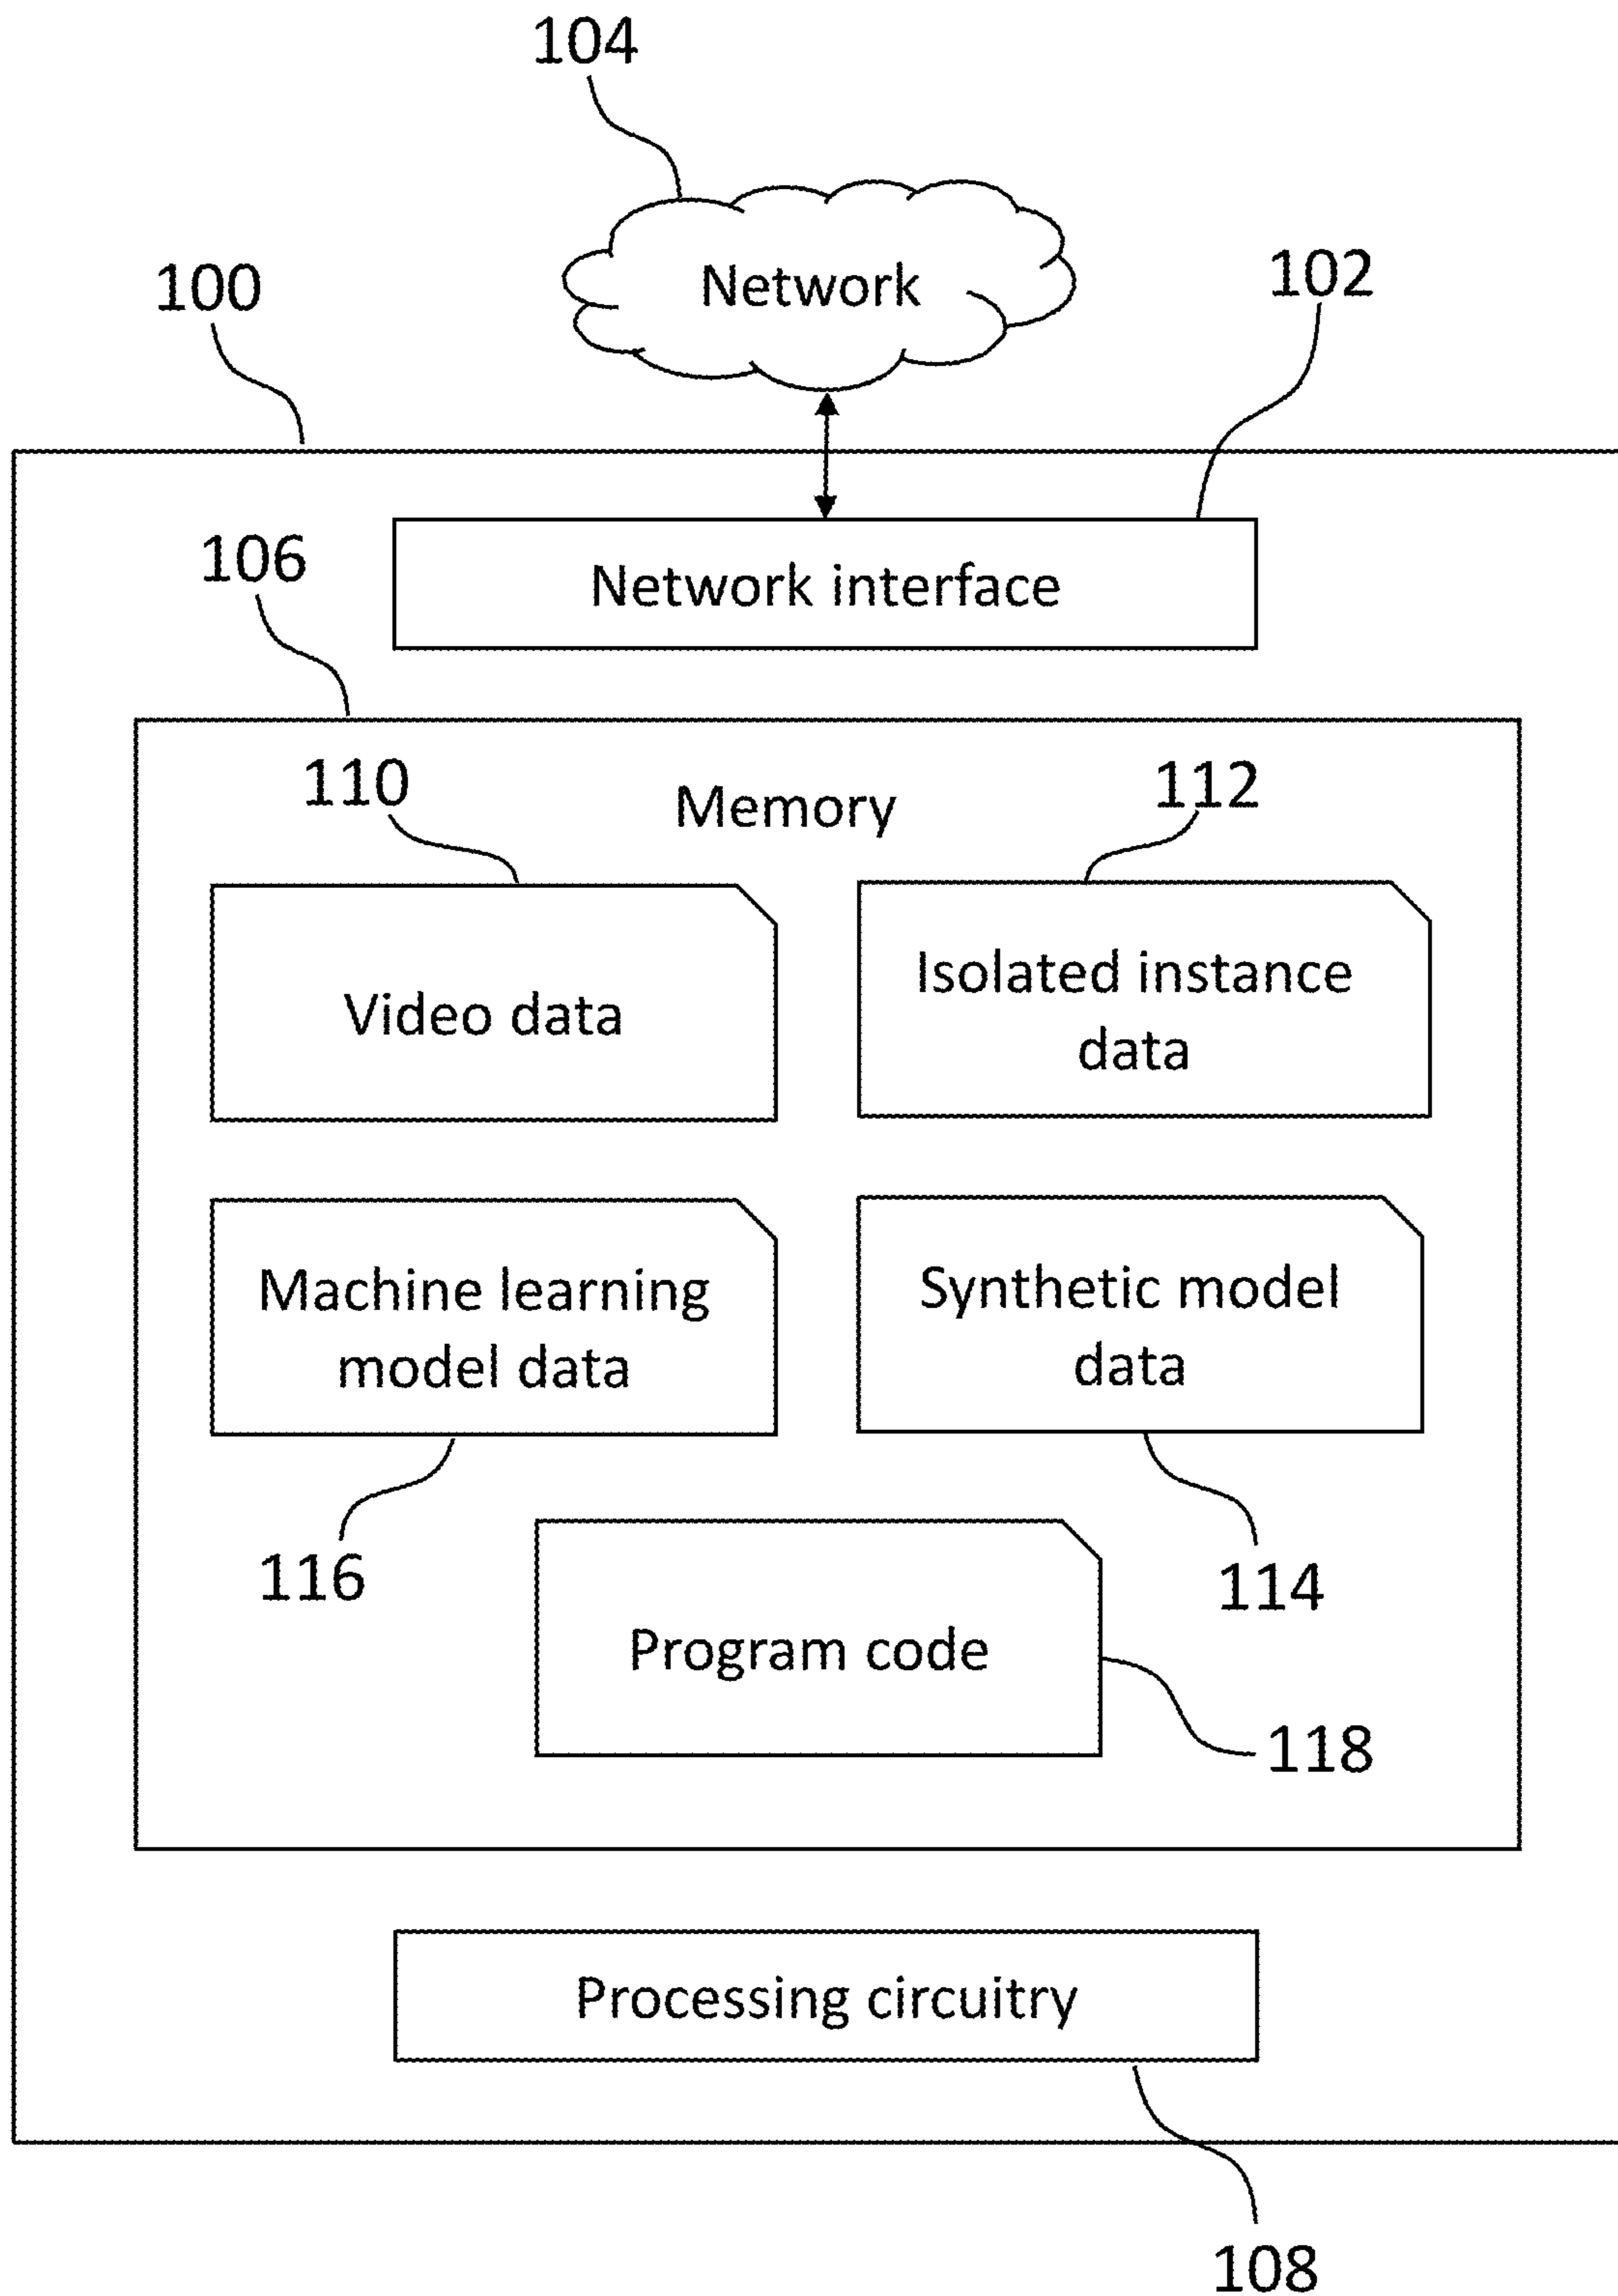 104
Network
100
102
Network interface
106
Memory
110
112
Video data
Isolated instance
data
Machine learning
model data
Synthetic model
data
116
114
Program code
118
Processing circuitry
108